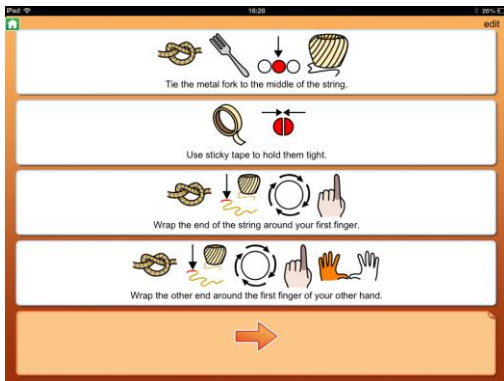 iPad 16:28 26%
edit
Tie the metal fork to the middle of the string.
Use sticky tape to hold them tight.
Wrap the end of the string around your first finger.
Wrap the other end around the first finger of your other hand.